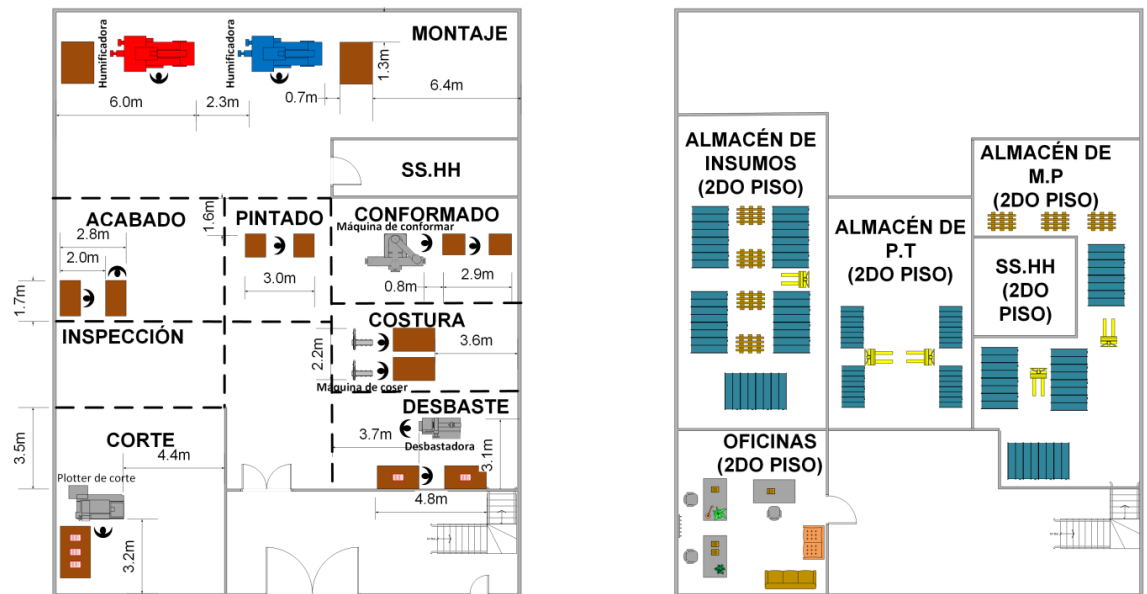 MONTAJE
Humificadora
Humificadora
1.3m
6.0m
2.3m
0.7m
6.4m
SS.HH
ACABADO
1.6m
PINTADO
CONFORMADO
Máquina de conformar
2.8m
2.0m
3.0m
0.8m
2.9m
1.7m
INSPECCIÓN
COSTURA
2.2m
3.6m
Máquina de coser
DESBASTE
3.5m
CORTE
4.4m
3.7m
Desbastadora
3.1m
Plotter de corte
4.8m
3.2m
ALMACÉN DE
INSUMOS
(2DO PISO)
ALMACÉN DE
M.P
(2DO PISO)
ALMACÉN DE
P.T
(2DO PISO)
SS.HH
(2DO
PISO)
OFICINAS
(2DO PISO)